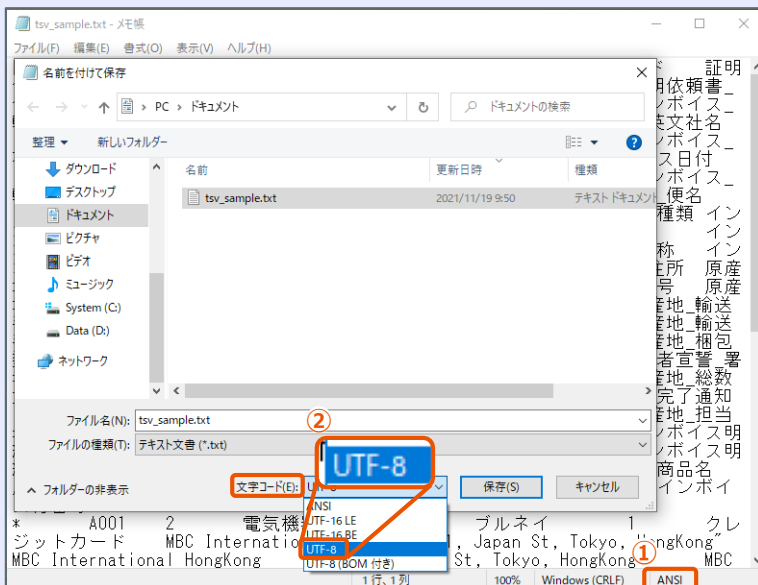 tsv_sample.txt - メモ帳
ファイル(F) 編集(E) 書式(O) 表示(V) ヘルプ(H)
名前を付けて保存
証明
明依頼書_
PC › ドキュメント
ドキュメントの検索
ンボイス_
英文社名
整理 新しいフォルダー
ンボイス_
ス日付
ダウンロード
名前 更新日時 種類
ンボイス_
デスクトップ
tsv_sample.txt 2021/11/19 9:50 テキスト ドキュメント
_便名
ドキュメント
種類 イン
ピクチャ
イン
ビデオ
称 イン
ミュージック
住所 原産
System (C:)
号 原産
Data (D:)
産地_輸送
産地_輸送
ネットワーク
産地_梱包
者宣誓_署
産地_総数
完了通知
ファイル名(N): tsv_sample.txt
②
産地_担当
ファイルの種類(T): テキスト文書 (*.txt)
ンボイス明
ンボイス明
UTF-8
商品名
フォルダーの非表示 文字コード(E): 保存(S) キャンセル
インボイ
ANSI
UTF-16 LE
UTF-16 BE
UTF-8
UTF-8 (BOM 付き)
* A001 2 電気機 ブルネイ 1 クレ
ジットカード MBC Internatio , Japan St, Tokyo, HongKong"
①
MBC International HongKong St, Tokyo, HongKong MBC
1 行、1 列 100% Windows (CRLF) ANSI